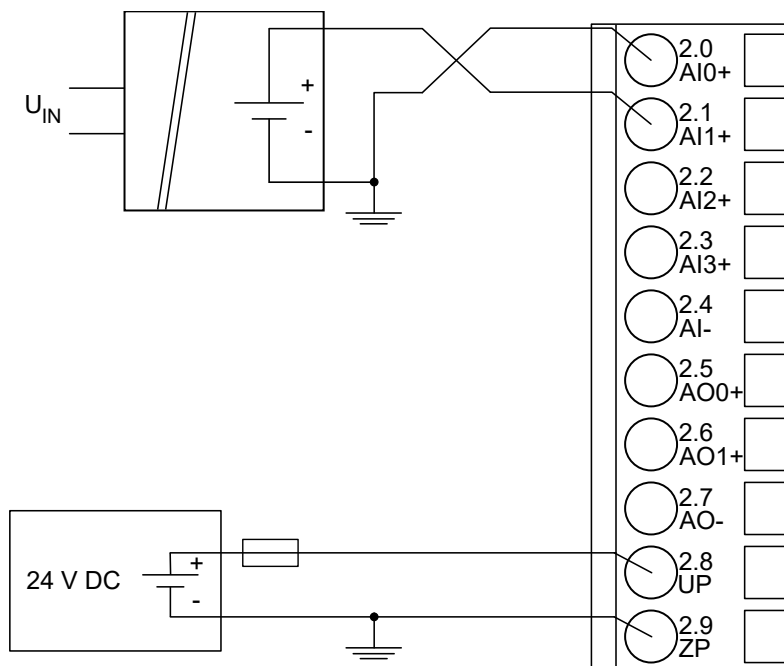 U_IN
+
-
2.0
AI0+
2.1
AI1+
2.2
AI2+
2.3
AI3+
2.4
AI-
2.5
AO0+
2.6
AO1+
2.7
AO-
24 V DC
+
-
2.8
UP
2.9
ZP